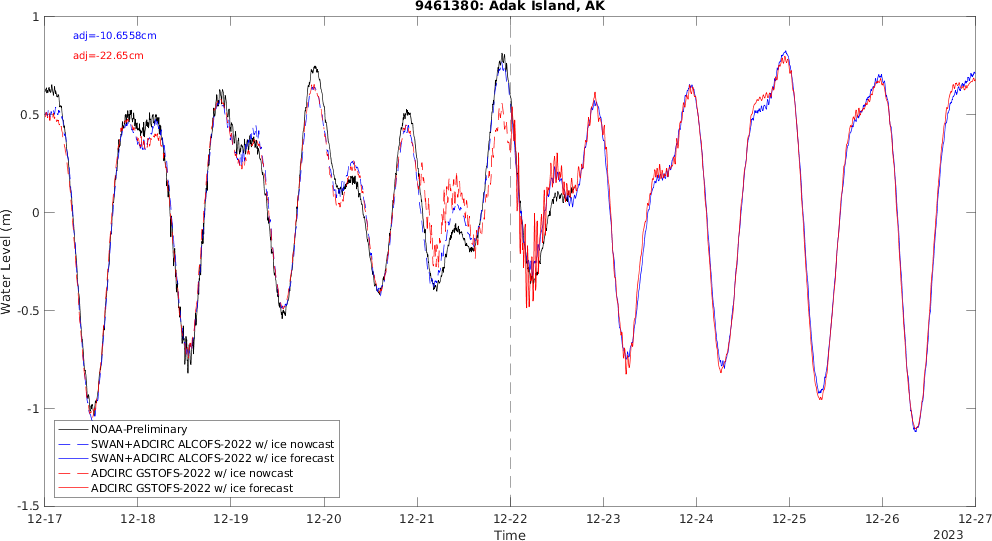 9461380: Adak Island, AK
adj=-10.6558cm
adj=-22.65cm
Water Level (m)
1
0.5
0
-0.5
-1
-1.5
NOAA-Preliminary
SWAN+ADCIRC ALCOFS-2022 w/ ice nowcast
SWAN+ADCIRC ALCOFS-2022 w/ ice forecast
ADCIRC GSTOFS-2022 w/ ice nowcast
ADCIRC GSTOFS-2022 w/ ice forecast
12-17 12-18 12-19 12-20 12-21 12-22 12-23 12-24 12-25 12-26 12-27
Time
2023